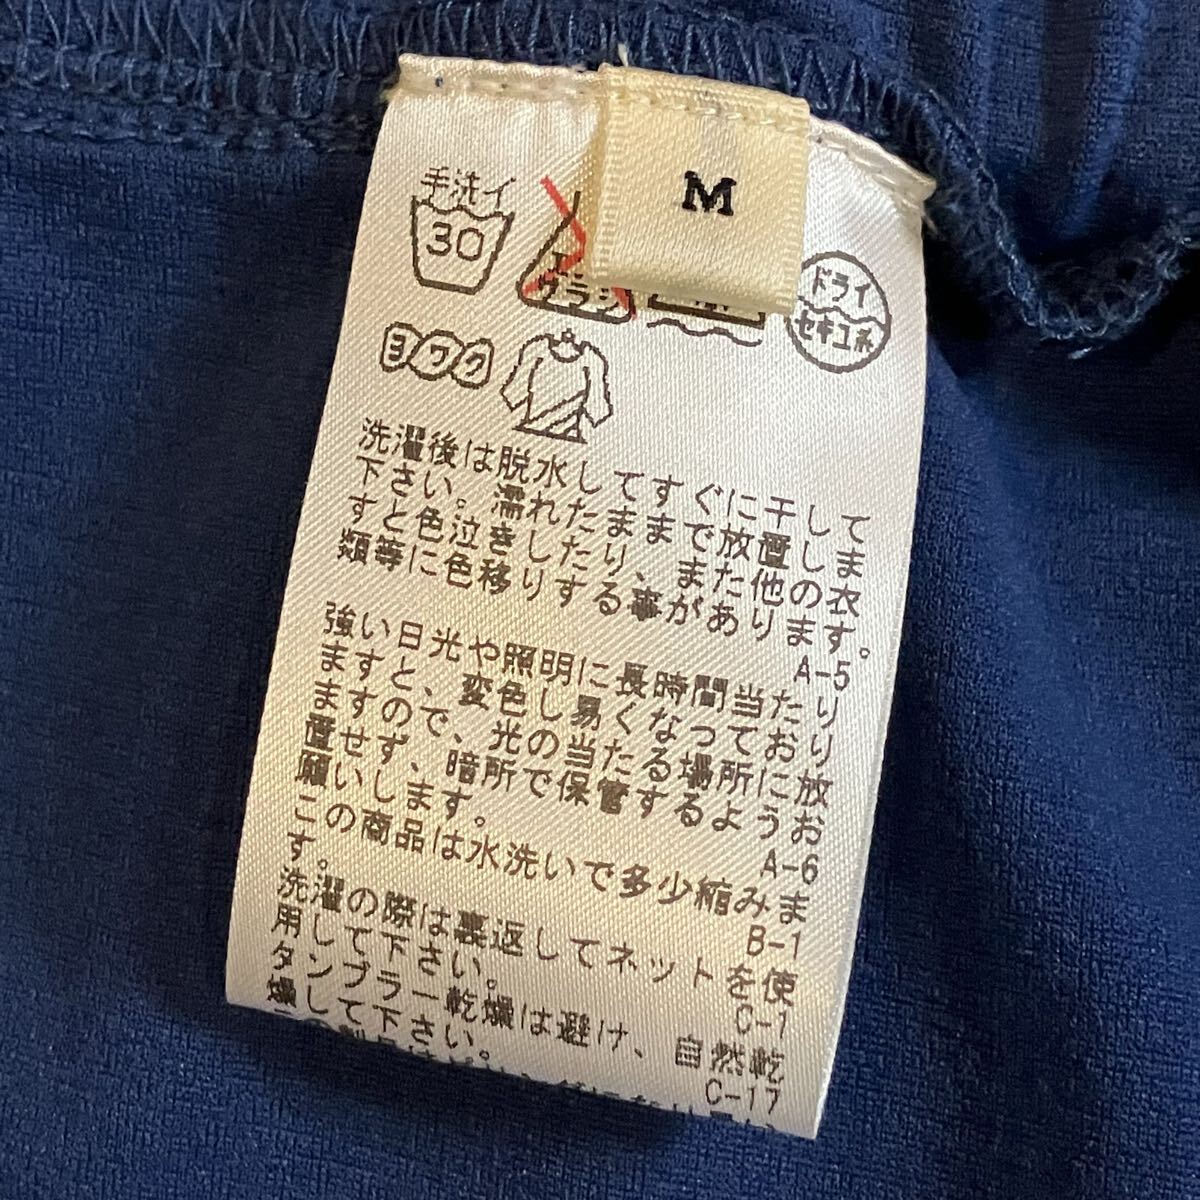 M
手洗イ
30
エンソ
サラシ
ドライ
セキユ系
ヨワク
洗濯後は脱水してすぐに干して
下さい。濡れたままで放置しま
すと色泣きしたり、また他の衣
類等に色移りする事があります。
A-5
強い日光や照明に長時間当たり
ますと、変色し易くなっており
ますので、光の当たる場所に放
置せず、暗所で保管するようお
願いします。
A-6
この商品は水洗いで多少縮みま
す。
B-1
洗濯の際は裏返してネットを使
用して下さい。
C-1
タンブラー乾燥は避け、自然乾
燥して下さい。
C-17